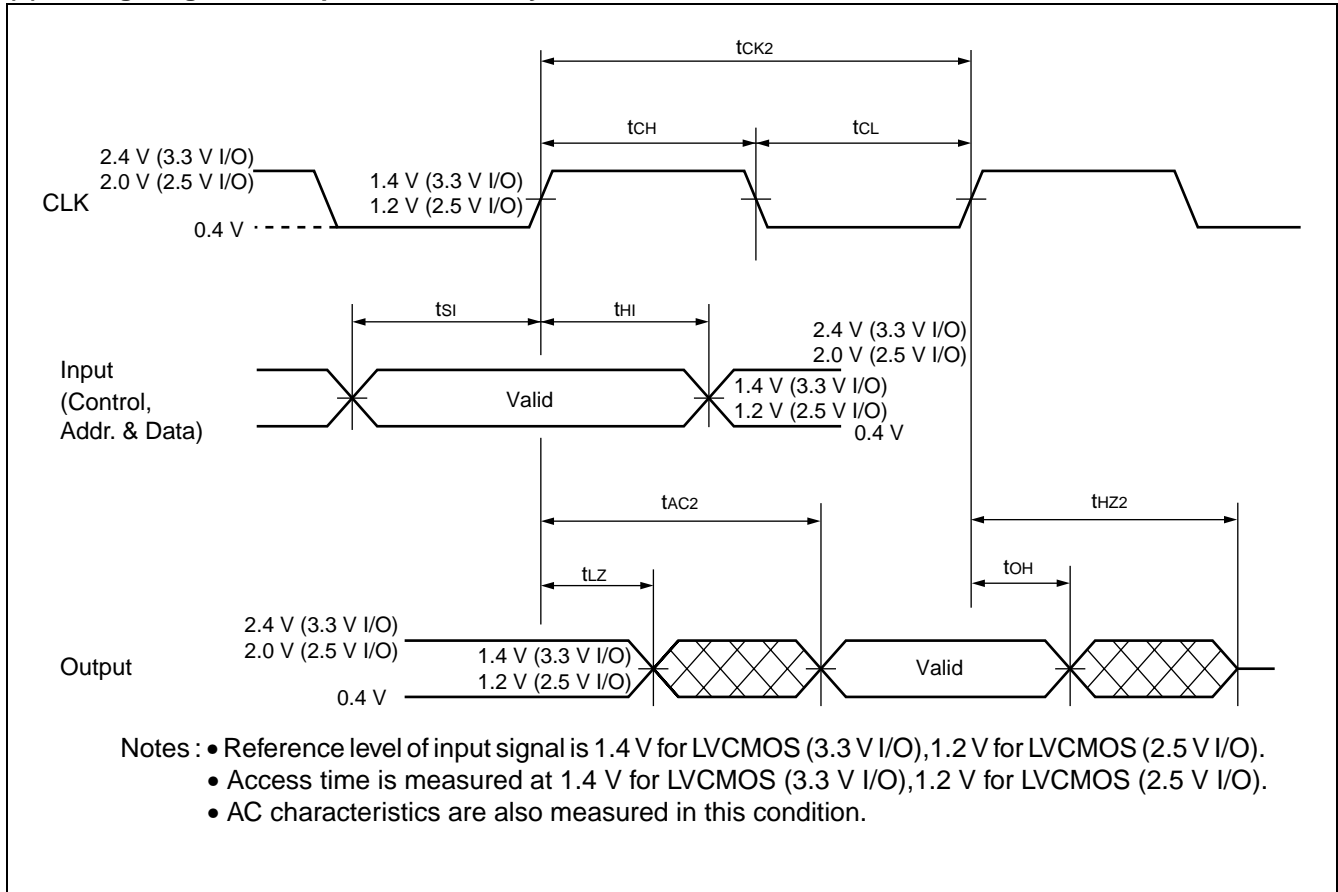 tCK2
tCH
tCL
2.4 V (3.3 V I/O)
2.0 V (2.5 V I/O)
1.4 V (3.3 V I/O)
1.2 V (2.5 V I/O)
CLK
0.4 V
tSI
tHI
2.4 V (3.3 V I/O)
2.0 V (2.5 V I/O)
Input
(Control,
Addr. & Data)
Valid
1.4 V (3.3 V I/O)
1.2 V (2.5 V I/O)
0.4 V
tAC2
tHZ2
tLZ
tOH
2.4 V (3.3 V I/O)
2.0 V (2.5 V I/O)
1.4 V (3.3 V I/O)
1.2 V (2.5 V I/O)
Output
Valid
0.4 V
Notes : • Reference level of input signal is 1.4 V for LVCMOS (3.3 V I/O),1.2 V for LVCMOS (2.5 V I/O).
• Access time is measured at 1.4 V for LVCMOS (3.3 V I/O),1.2 V for LVCMOS (2.5 V I/O).
• AC characteristics are also measured in this condition.